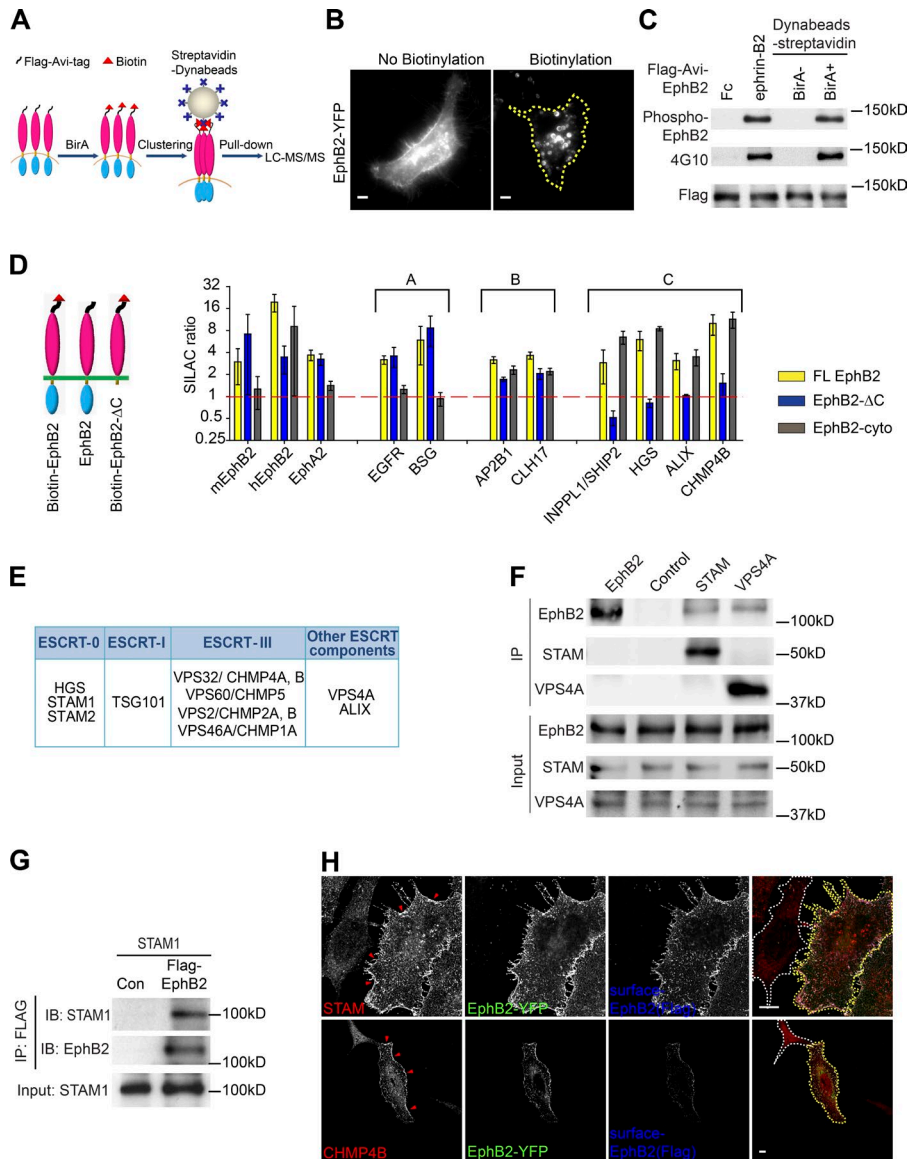 A
Flag-Avi-tag
Biotin
Streptavidin
-Dynabeads
BirA
Clustering
Pull-down
LC-MS/MS
B
No Biotinylation
Biotinylation
EphB2-YFP
C
Dynabeads
-streptavidin
Flag-Avi-
EphB2
Fc
ephrin-B2
BirA-
BirA+
Phospho-
EphB2
150kD
4G10
150kD
Flag
150kD
D
Biotin-EphB2
EphB2
Biotin-EphB2-ΔC
SILAC ratio
32
16
8
4
2
1
0.5
0.25
A
B
C
mEphB2
hEphB2
EphA2
EGFR
BSG
AP2B1
CLH17
INPPL1/SHIP2
HGS
ALIX
CHMP4B
FL EphB2
EphB2-ΔC
EphB2-cyto
E
ESCRT-0
ESCRT-I
ESCRT-III
Other ESCRT
components
HGS
STAM1
STAM2
TSG101
VPS32/ CHMP4A, B
VPS60/CHMP5
VPS2/CHMP2A, B
VPS46A/CHMP1A
VPS4A
ALIX
F
EphB2
Control
STAM
VPS4A
IP
EphB2
100kD
STAM
50kD
VPS4A
37kD
Input
EphB2
100kD
STAM
50kD
VPS4A
37kD
G
STAM1
Con
Flag-
EphB2
IP: FLAG
IB: STAM1
100kD
IB: EphB2
100kD
Input: STAM1
100kD
H
STAM
EphB2-YFP
surface-
EphB2(Flag)
CHMP4B
EphB2-YFP
surface-
EphB2(Flag)